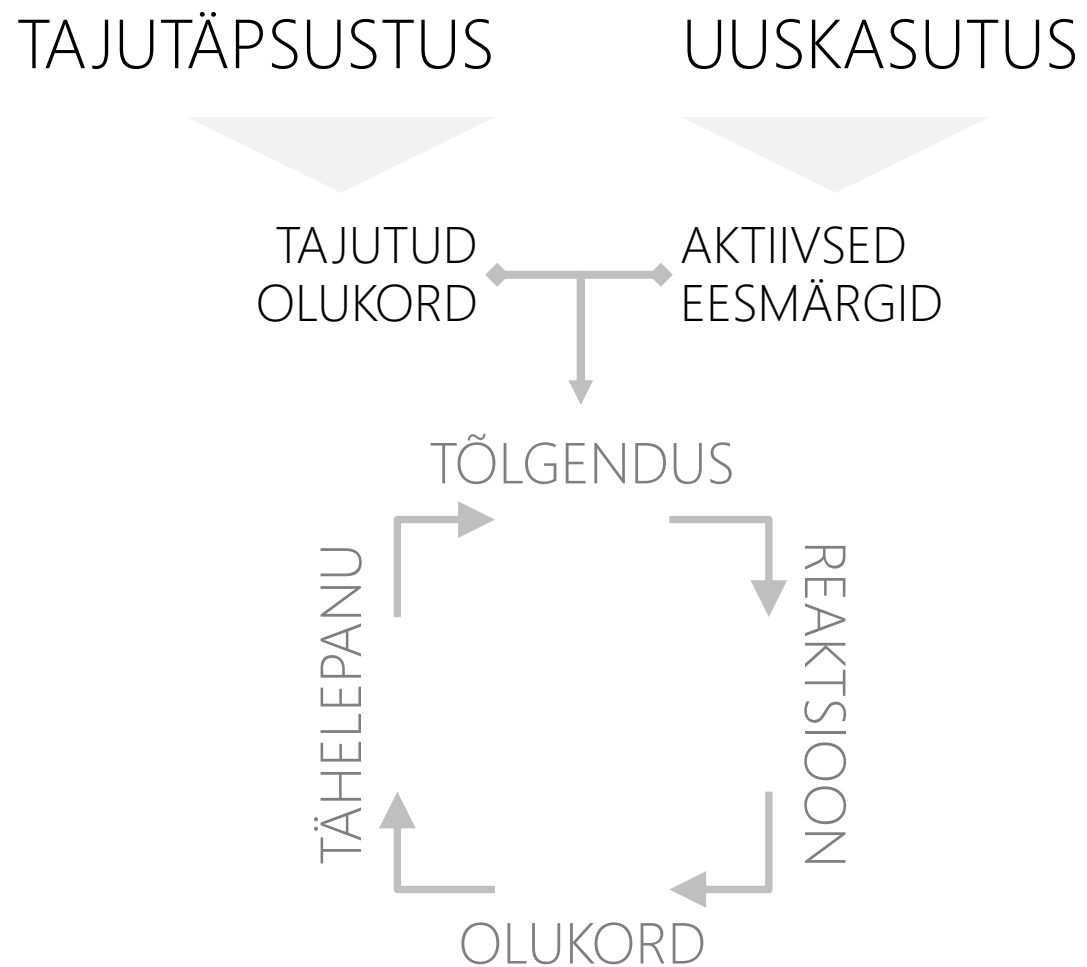 TAJUTÄPSUSTUS
UUSKASUTUS
TAJUTUD
OLUKORD
AKTIIVSED
EESMÄRGID
TÕLGENDUS
REAKTSIOON
OLUKORD
TÄHELEPANU